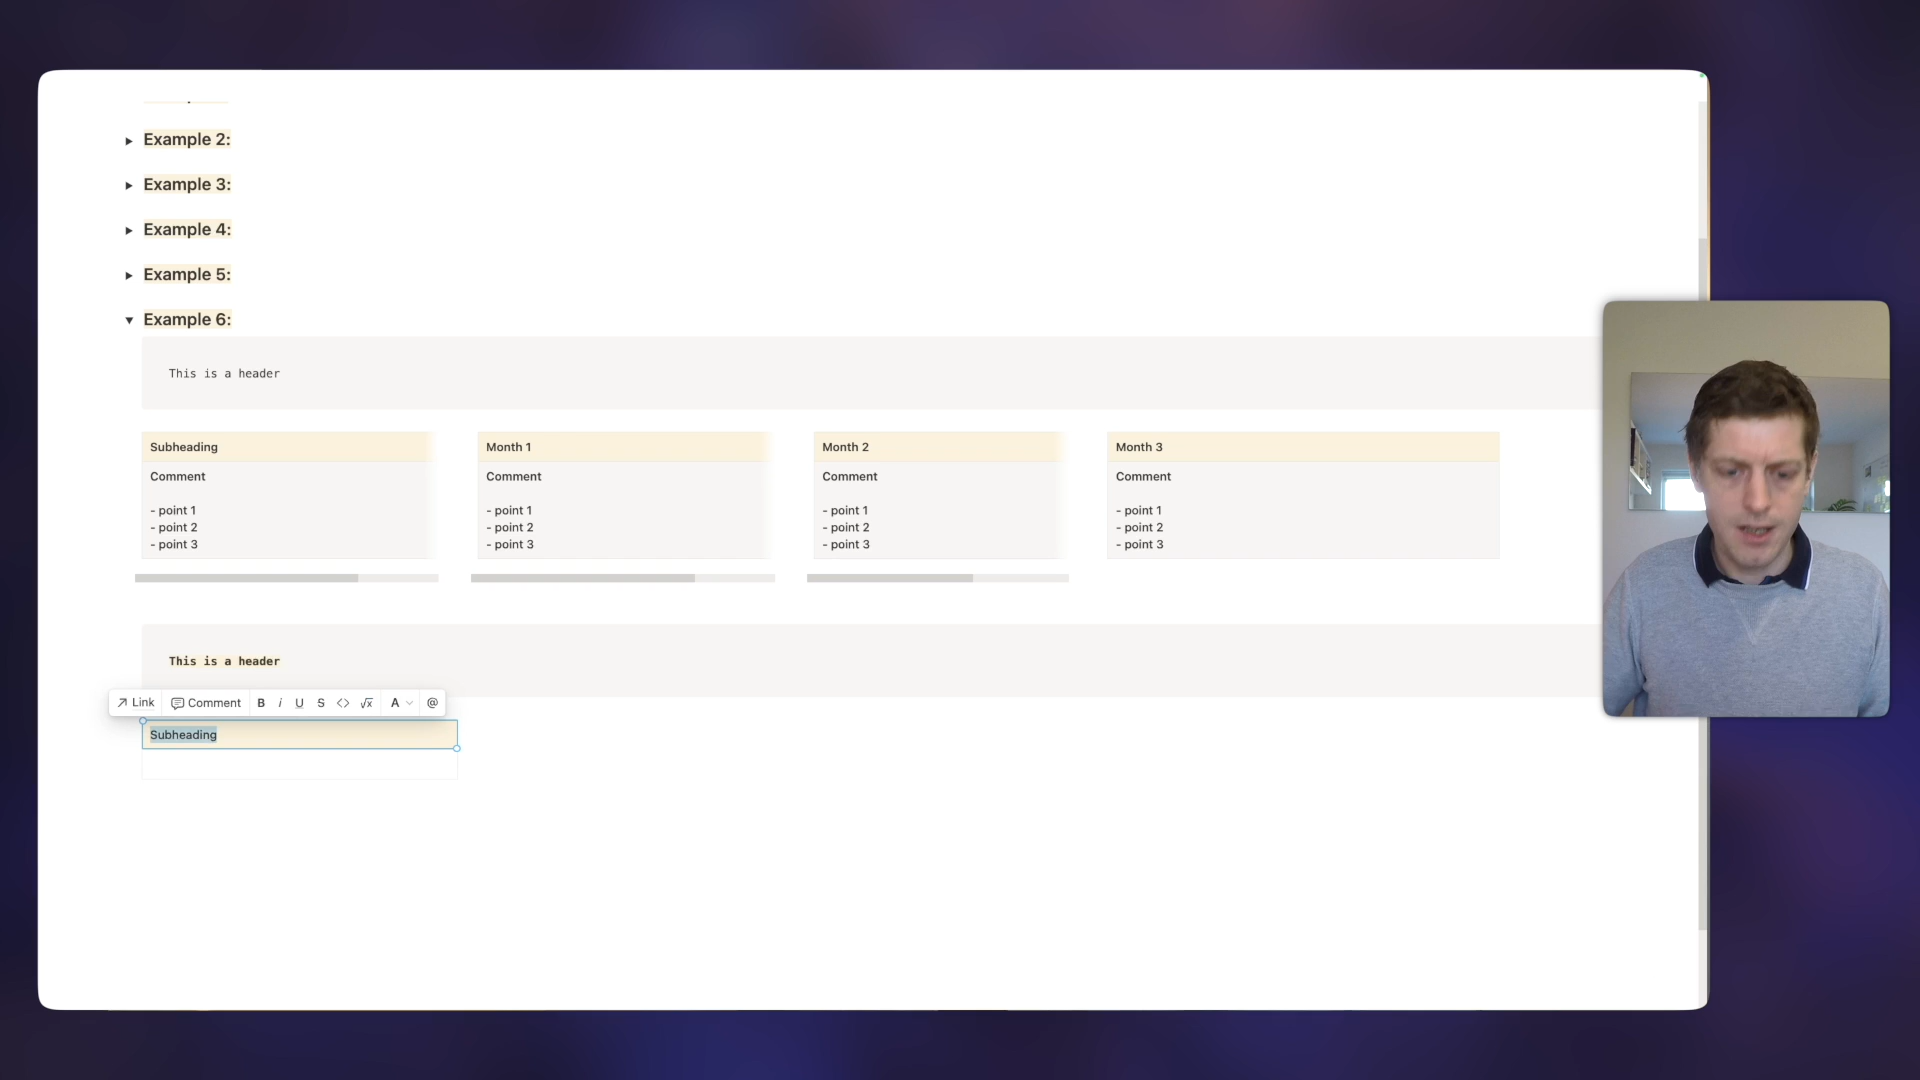 Example 2:
Example 3:
Example 4:
Example 5:
Example 6:
This is a header
Subheading
Comment
- point 1
- point 2
- point 3
Month 1
Comment
- point 1
- point 2
- point 3
Month 2
Comment
- point 1
- point 2
- point 3
Month 3
Comment
- point 1
- point 2
- point 3
This is a header
Link Comment B i U S <> √x A @
Subheading